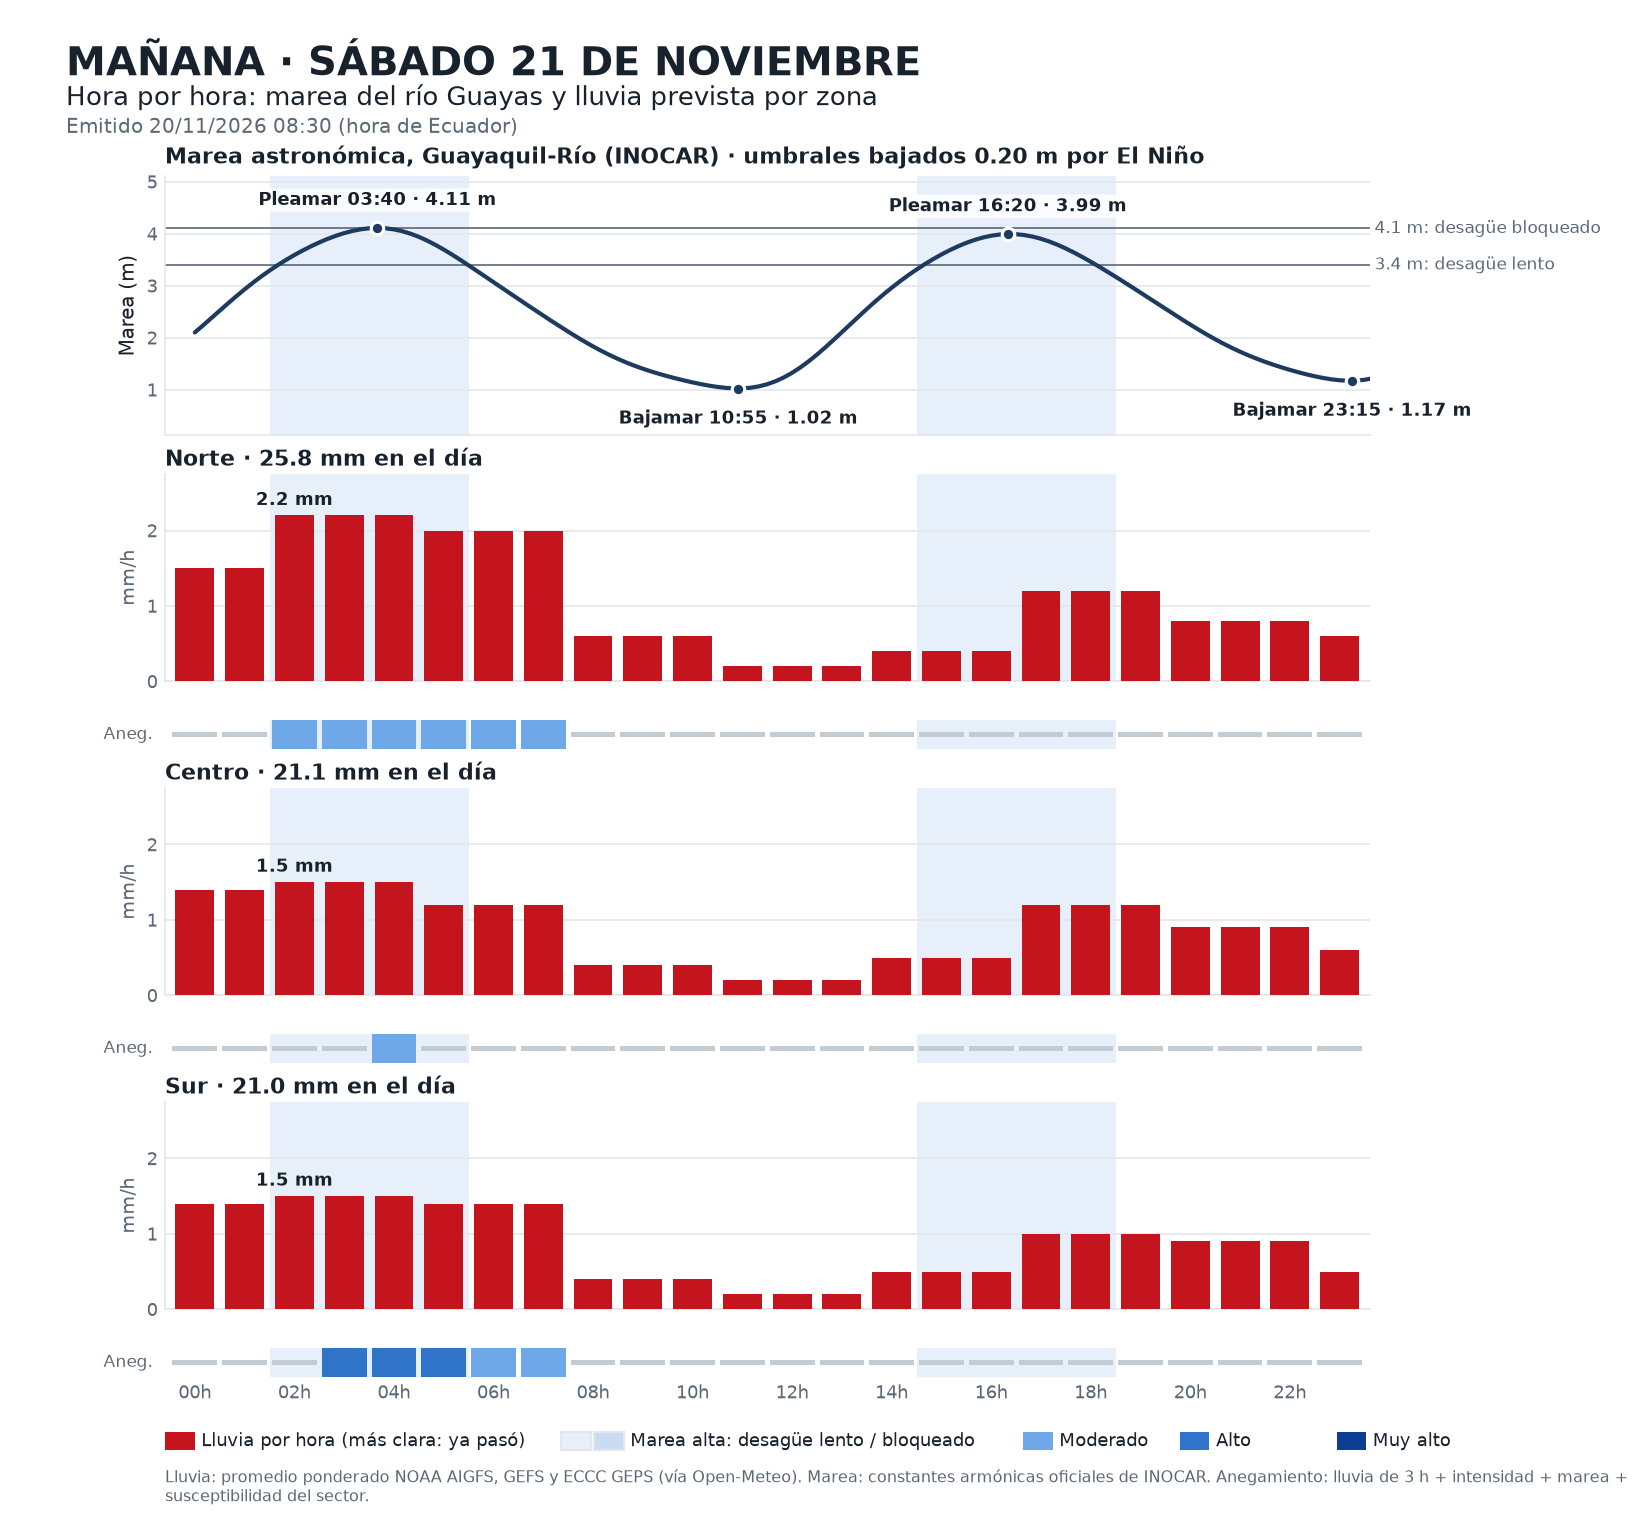 MAÑANA · SÁBADO 21 DE NOVIEMBRE
Hora por hora: marea del río Guayas y lluvia prevista por zona
Emitido 20/11/2026 08:30 (hora de Ecuador)
Marea astronómica, Guayaquil-Río (INOCAR) · umbrales bajados 0.20 m por El Niño
Marea (m)
5
4
3
2
1
Pleamar 03:40 · 4.11 m
Pleamar 16:20 · 3.99 m
4.1 m: desagüe bloqueado
3.4 m: desagüe lento
Bajamar 10:55 · 1.02 m
Bajamar 23:15 · 1.17 m
Norte · 25.8 mm en el día
2.2 mm
mm/h
2
1
0
Aneg.
Centro · 21.1 mm en el día
1.5 mm
mm/h
2
1
0
Aneg.
Sur · 21.0 mm en el día
1.5 mm
mm/h
2
1
0
Aneg.
00h 02h 04h 06h 08h 10h 12h 14h 16h 18h 20h 22h
Lluvia por hora (más clara: ya pasó) Marea alta: desagüe lento / bloqueado Moderado Alto Muy alto
Lluvia: promedio ponderado NOAA AIGFS, GEFS y ECCC GEPS (vía Open-Meteo). Marea: constantes armónicas oficiales de INOCAR. Anegamiento: lluvia de 3 h + intensidad + marea +
susceptibilidad del sector.